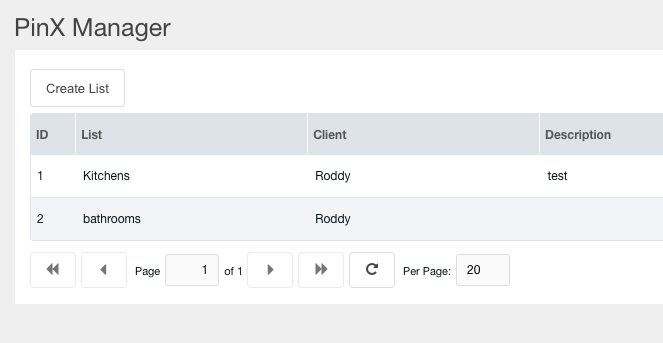 PinX Manager
Create List
ID List Client Description
1 Kitchens Roddy test
2 bathrooms Roddy
Page 1 of 1 Per Page: 20